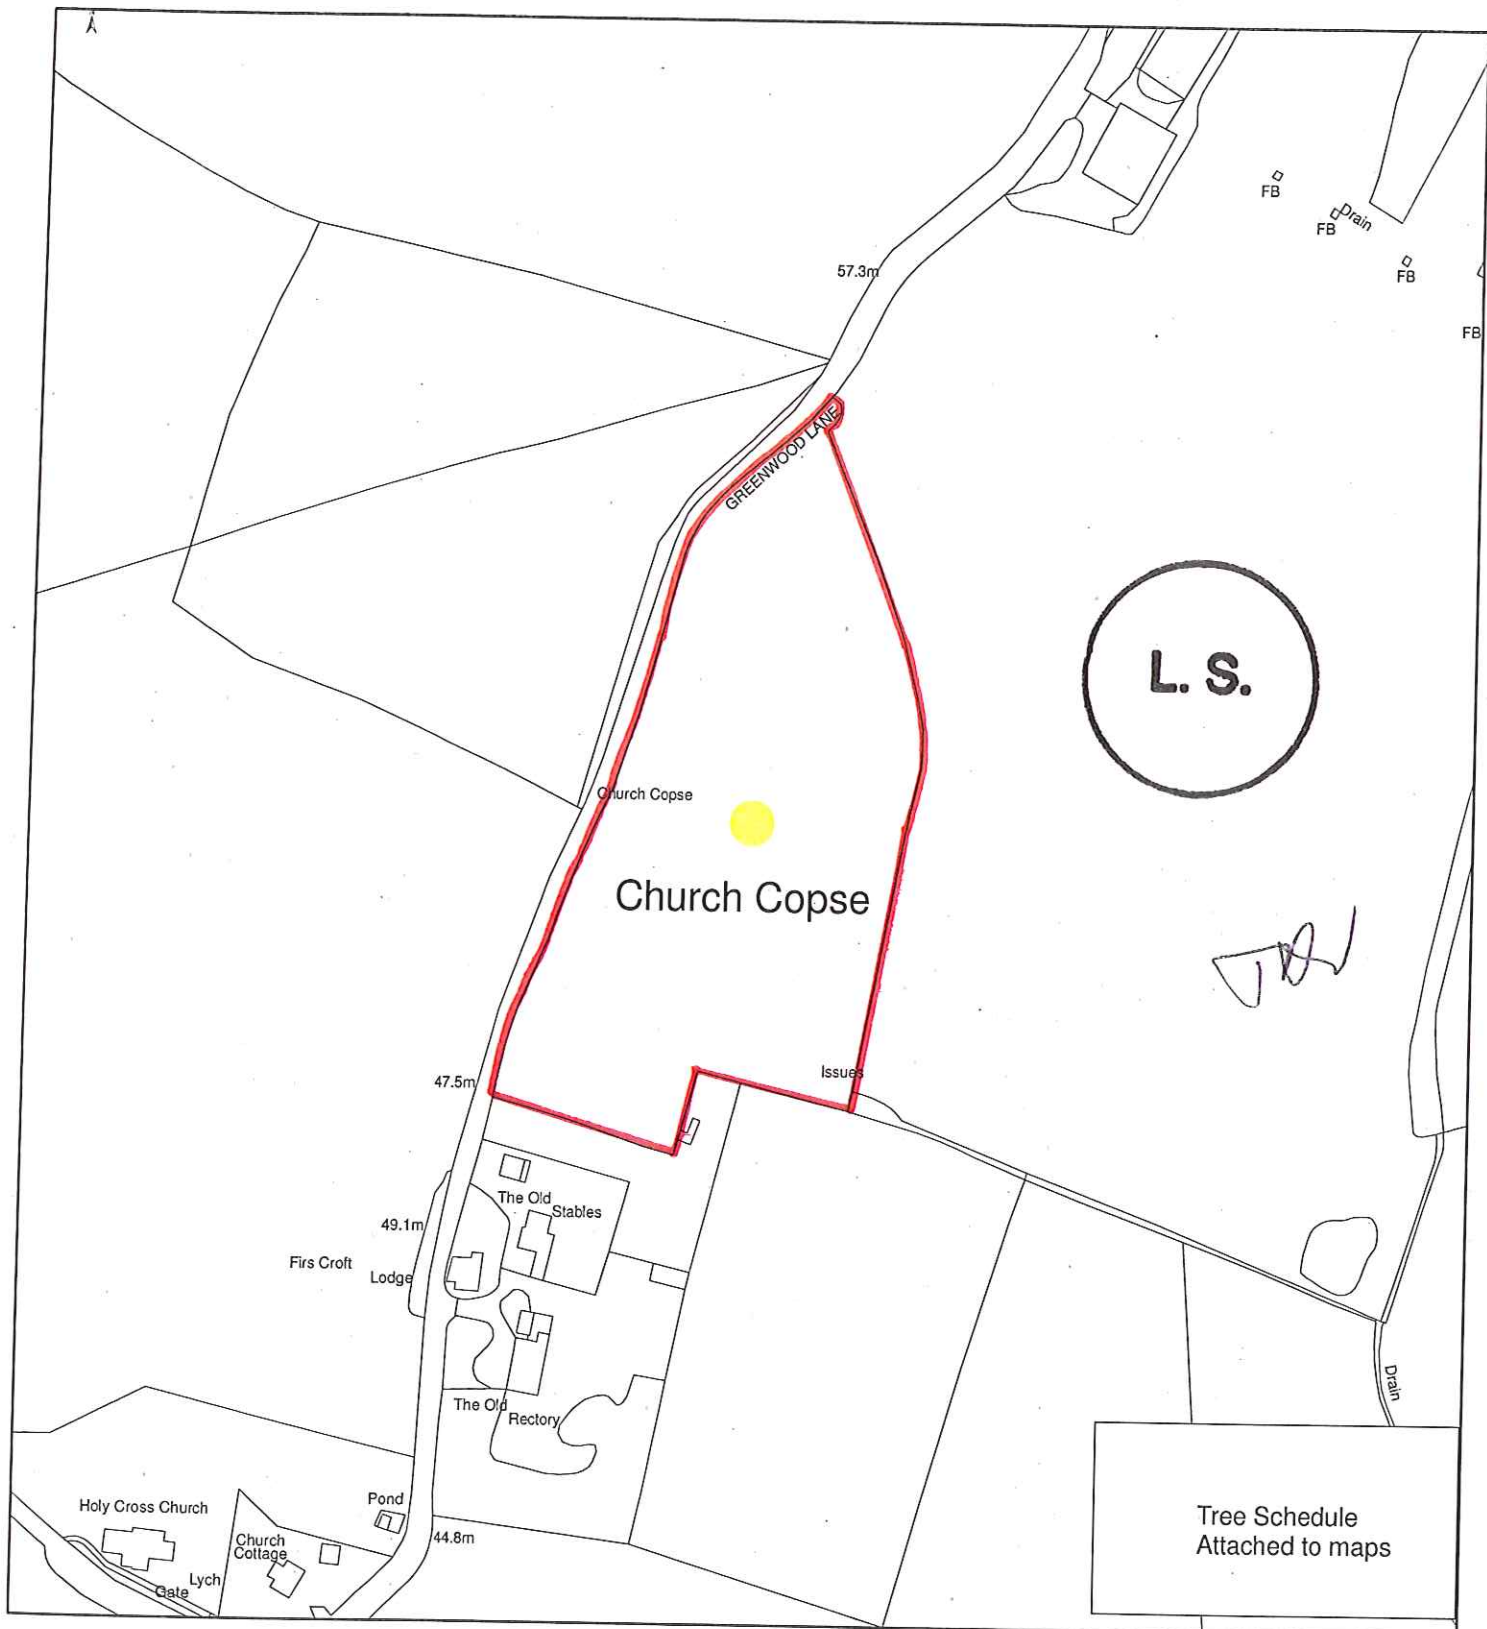 FB
FB
Drain
FB
57.3m
FB
GREENWOOD LANE
L. S.
Church Copse
Church Copse
Issues
47.5m
The Old
Stables
49.1m
Firs Croft
Lodge
The Old
Rectory
Drain
Pond
Holy Cross Church
44.8m
Church
Cottage
Lych
Gate
Tree Schedule
Attached to maps